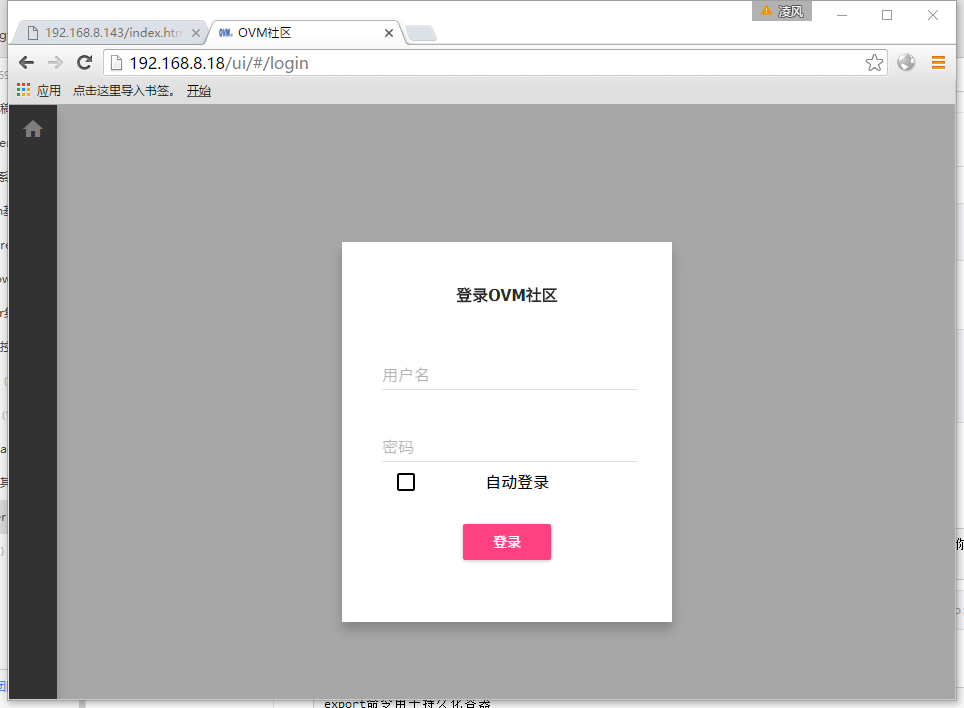 凌风
192.168.8.143/index.htm
OVM OVM社区
192.168.8.18/ui/#/login
应用 点击这里导入书签。 开始
登录OVM社区
用户名
密码
自动登录
登录
export命令用于持久化容器